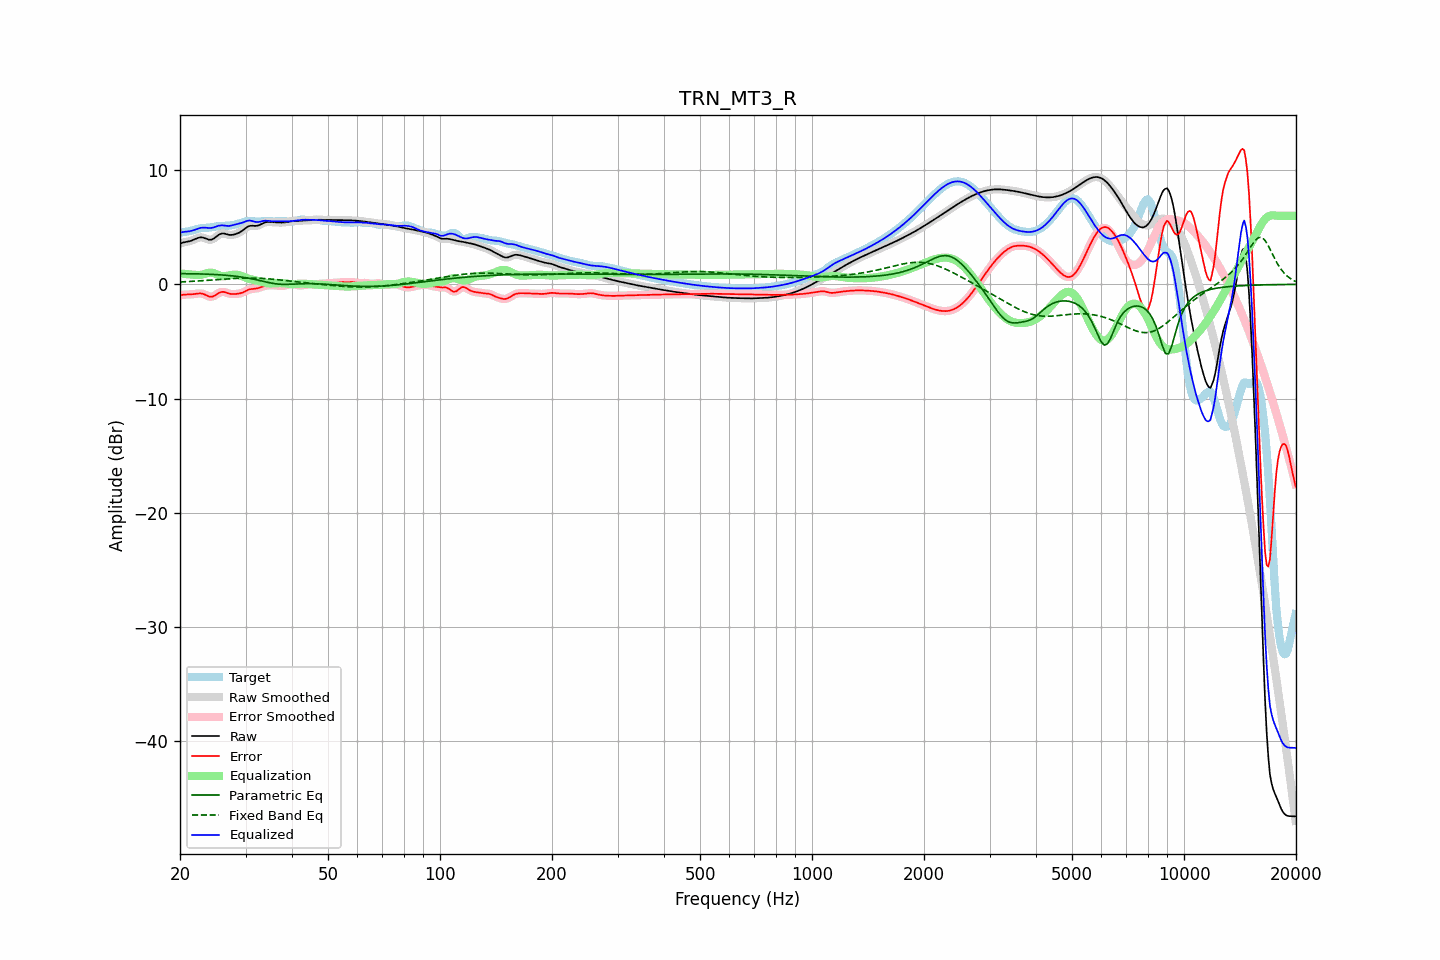 TRN_MT3_R
Amplitude (dBr)
10
0
−10
−20
−30
−40
Target
Raw Smoothed
Error Smoothed
Raw
Error
Equalization
Parametric Eq
Fixed Band Eq
Equalized
20 50 100 200 500 1000 2000 5000 10000 20000
Frequency (Hz)